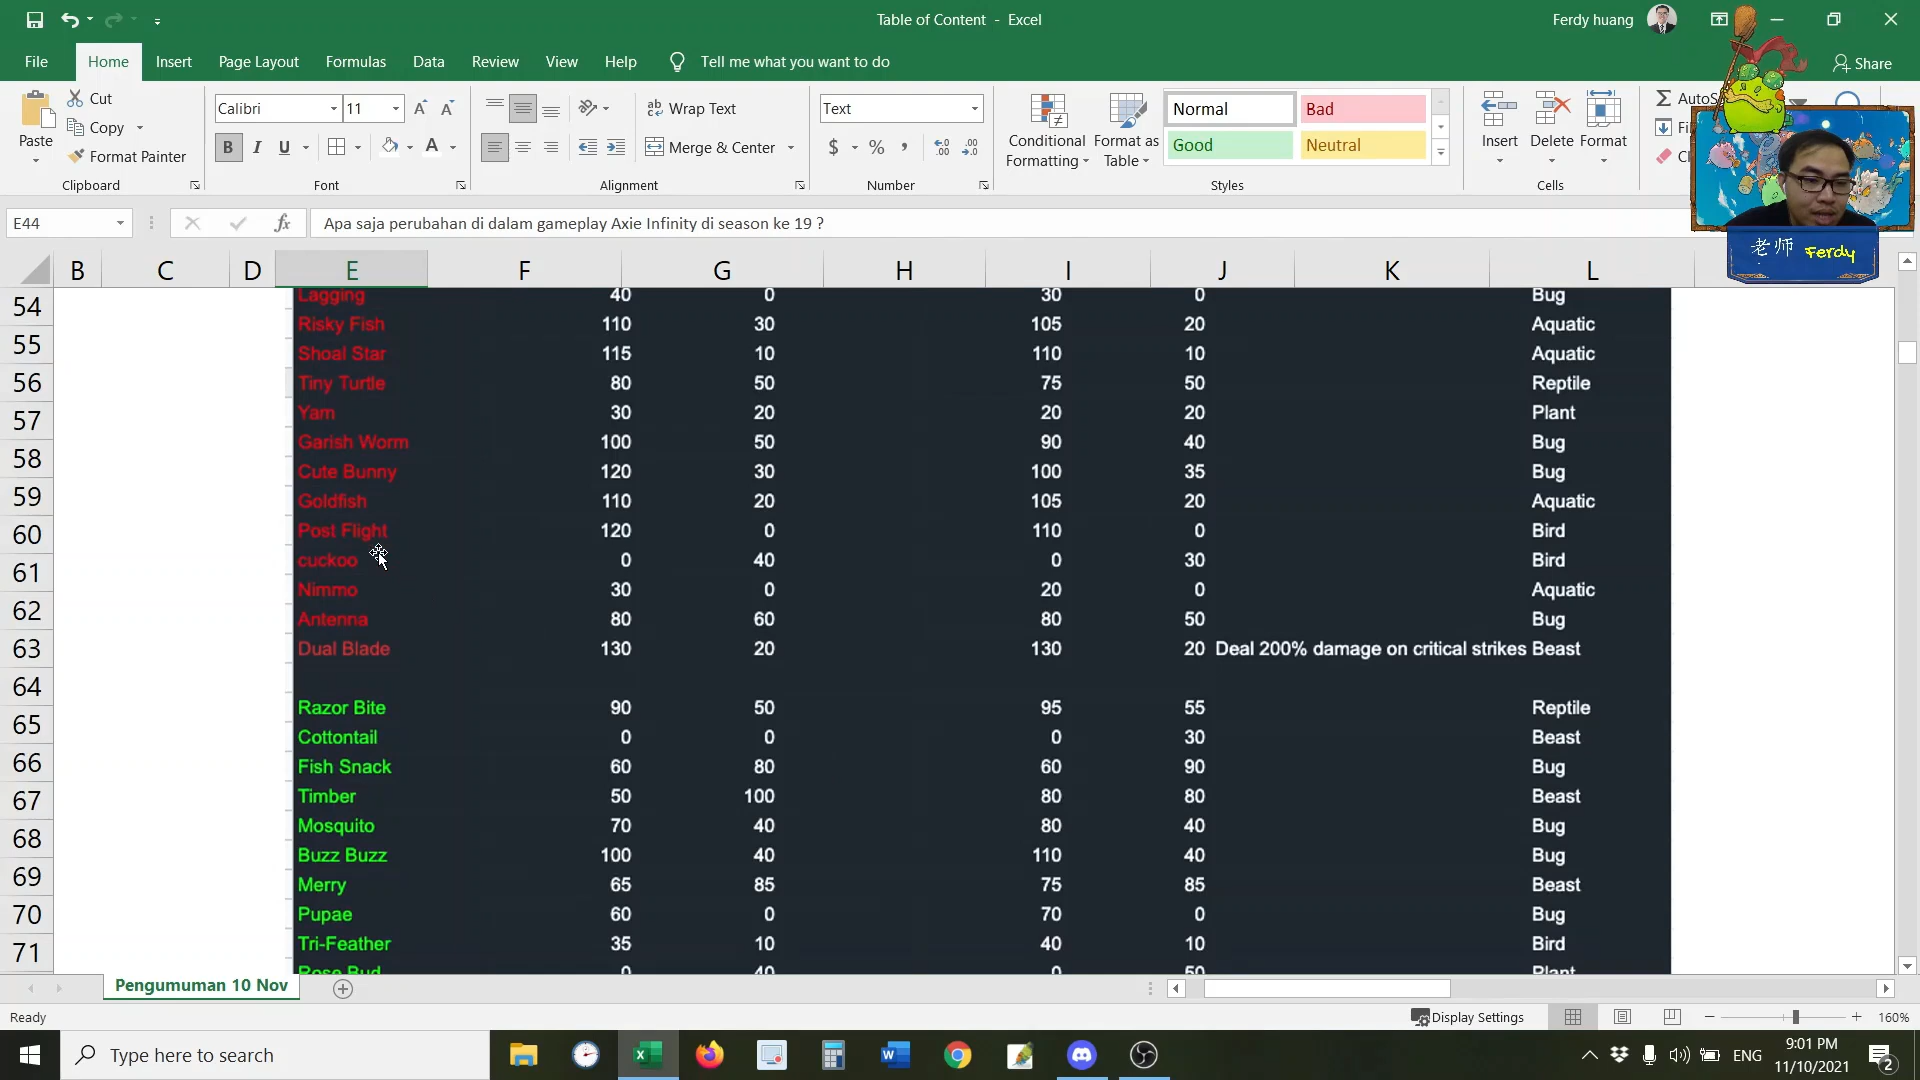 Table of Content - Excel
Ferdy huang
File Home Insert Page Layout Formulas Data Review View Help Tell me what you want to do
Share
Paste
Cut
Copy
Format Painter
Clipboard
Calibri 11
B I U
Font
Wrap Text
Merge & Center
Alignment
Text
$ % ,
Number
Conditional Formatting
Format as Table
Normal Bad
Good Neutral
Styles
Insert Delete Format
Cells
老师 Ferdy
E44
fx Apa saja perubahan di dalam gameplay Axie Infinity di season ke 19 ?
B C D E F G H I J K L
54
55
56
57
58
59
60
61
62
63
64
65
66
67
68
69
70
71
Lagging 40 0 30 0 Bug
Risky Fish 110 30 105 20 Aquatic
Shoal Star 115 10 110 10 Aquatic
Tiny Turtle 80 50 75 50 Reptile
Yam 30 20 20 20 Plant
Garish Worm 100 50 90 40 Bug
Cute Bunny 120 30 100 35 Bug
Goldfish 110 20 105 20 Aquatic
Post Flight 120 0 110 0 Bird
cuckoo 0 40 0 30 Bird
Nimmo 30 0 20 0 Aquatic
Antenna 80 60 80 50 Bug
Dual Blade 130 20 130 20 Deal 200% damage on critical strikes Beast
Razor Bite 90 50 95 55 Reptile
Cottontail 0 0 0 30 Beast
Fish Snack 60 80 60 90 Bug
Timber 50 100 80 80 Beast
Mosquito 70 40 80 40 Bug
Buzz Buzz 100 40 110 40 Bug
Merry 65 85 75 85 Beast
Pupae 60 0 70 0 Bug
Tri-Feather 35 10 40 10 Bird
Rose Bud 0 40 0 50 Plant
Pengumuman 10 Nov
Ready
Display Settings
160%
Type here to search
ENG
9:01 PM
11/10/2021
2